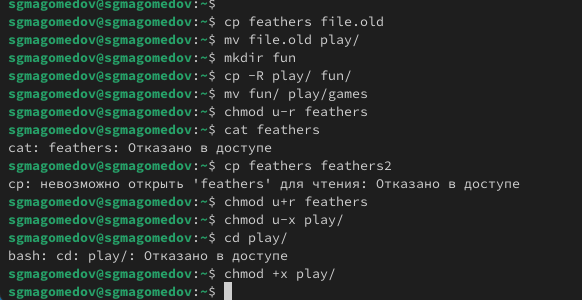 sgmagomedov@sgmagomedov:~$
sgmagomedov@sgmagomedov:~$ cp feathers file.old
sgmagomedov@sgmagomedov:~$ mv file.old play/
sgmagomedov@sgmagomedov:~$ mkdir fun
sgmagomedov@sgmagomedov:~$ cp -R play/ fun/
sgmagomedov@sgmagomedov:~$ mv fun/ play/games
sgmagomedov@sgmagomedov:~$ chmod u-r feathers
sgmagomedov@sgmagomedov:~$ cat feathers
cat: feathers: Отказано в доступе
sgmagomedov@sgmagomedov:~$ cp feathers feathers2
cp: невозможно открыть 'feathers' для чтения: Отказано в доступе
sgmagomedov@sgmagomedov:~$ chmod u+r feathers
sgmagomedov@sgmagomedov:~$ chmod u-x play/
sgmagomedov@sgmagomedov:~$ cd play/
bash: cd: play/: Отказано в доступе
sgmagomedov@sgmagomedov:~$ chmod +x play/
sgmagomedov@sgmagomedov:~$